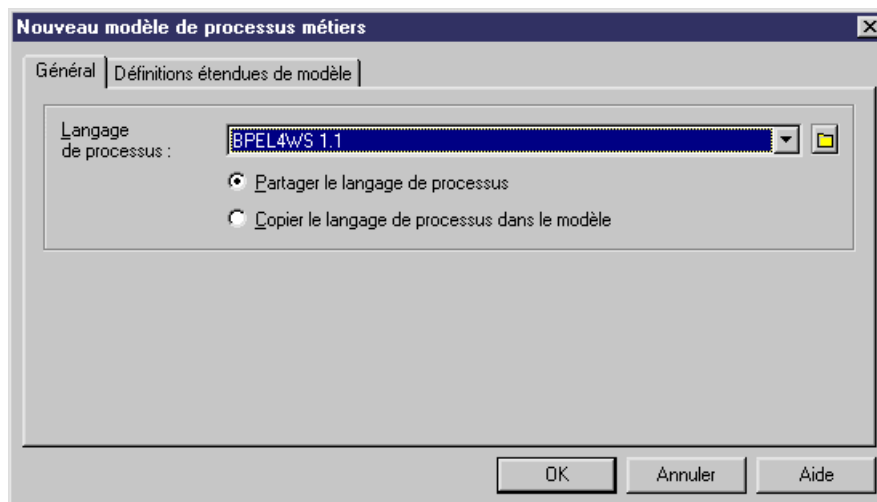 Nouveau modèle de processus métiers
Général Définitions étendues de modèle
Langage
de processus : BPEL4WS 1.1
Partager le langage de processus
Copier le langage de processus dans le modèle
OK Annuler Aide